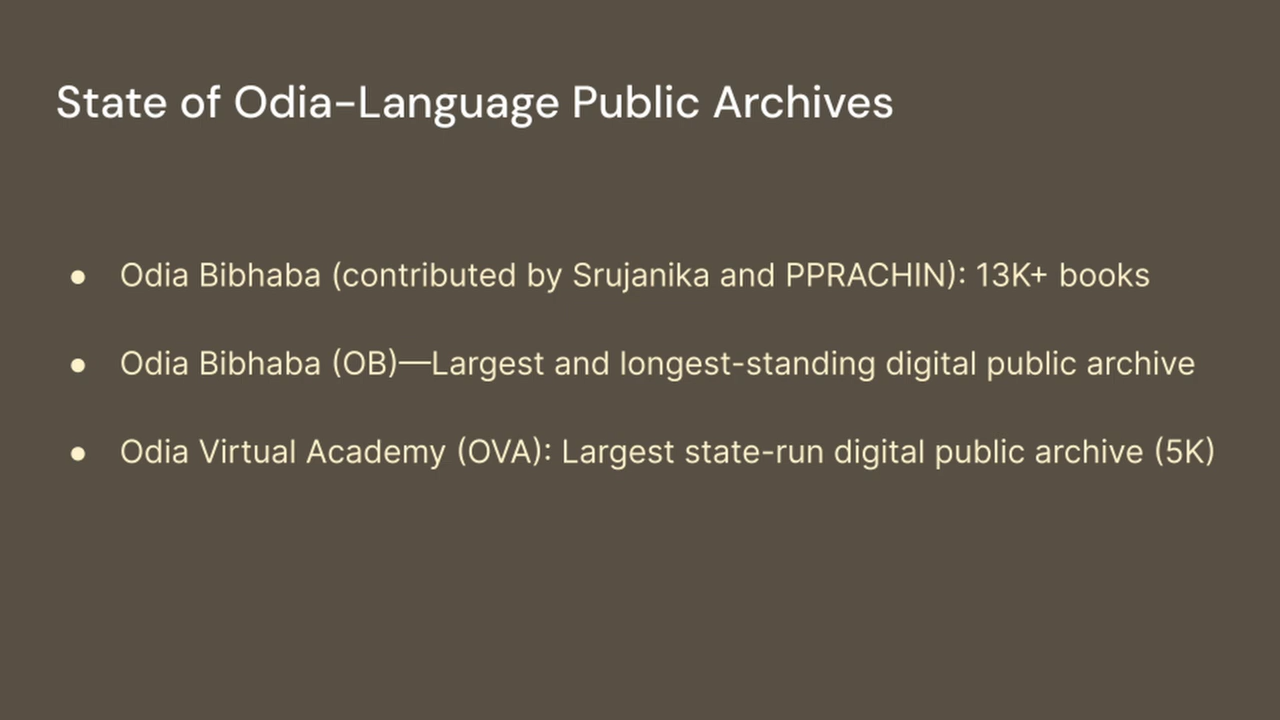 State of Odia-Language Public Archives
● Odia Bibhaba (contributed by Srujanika and PPRACHIN): 13K+ books
● Odia Bibhaba (OB)—Largest and longest-standing digital public archive
● Odia Virtual Academy (OVA): Largest state-run digital public archive (5K)